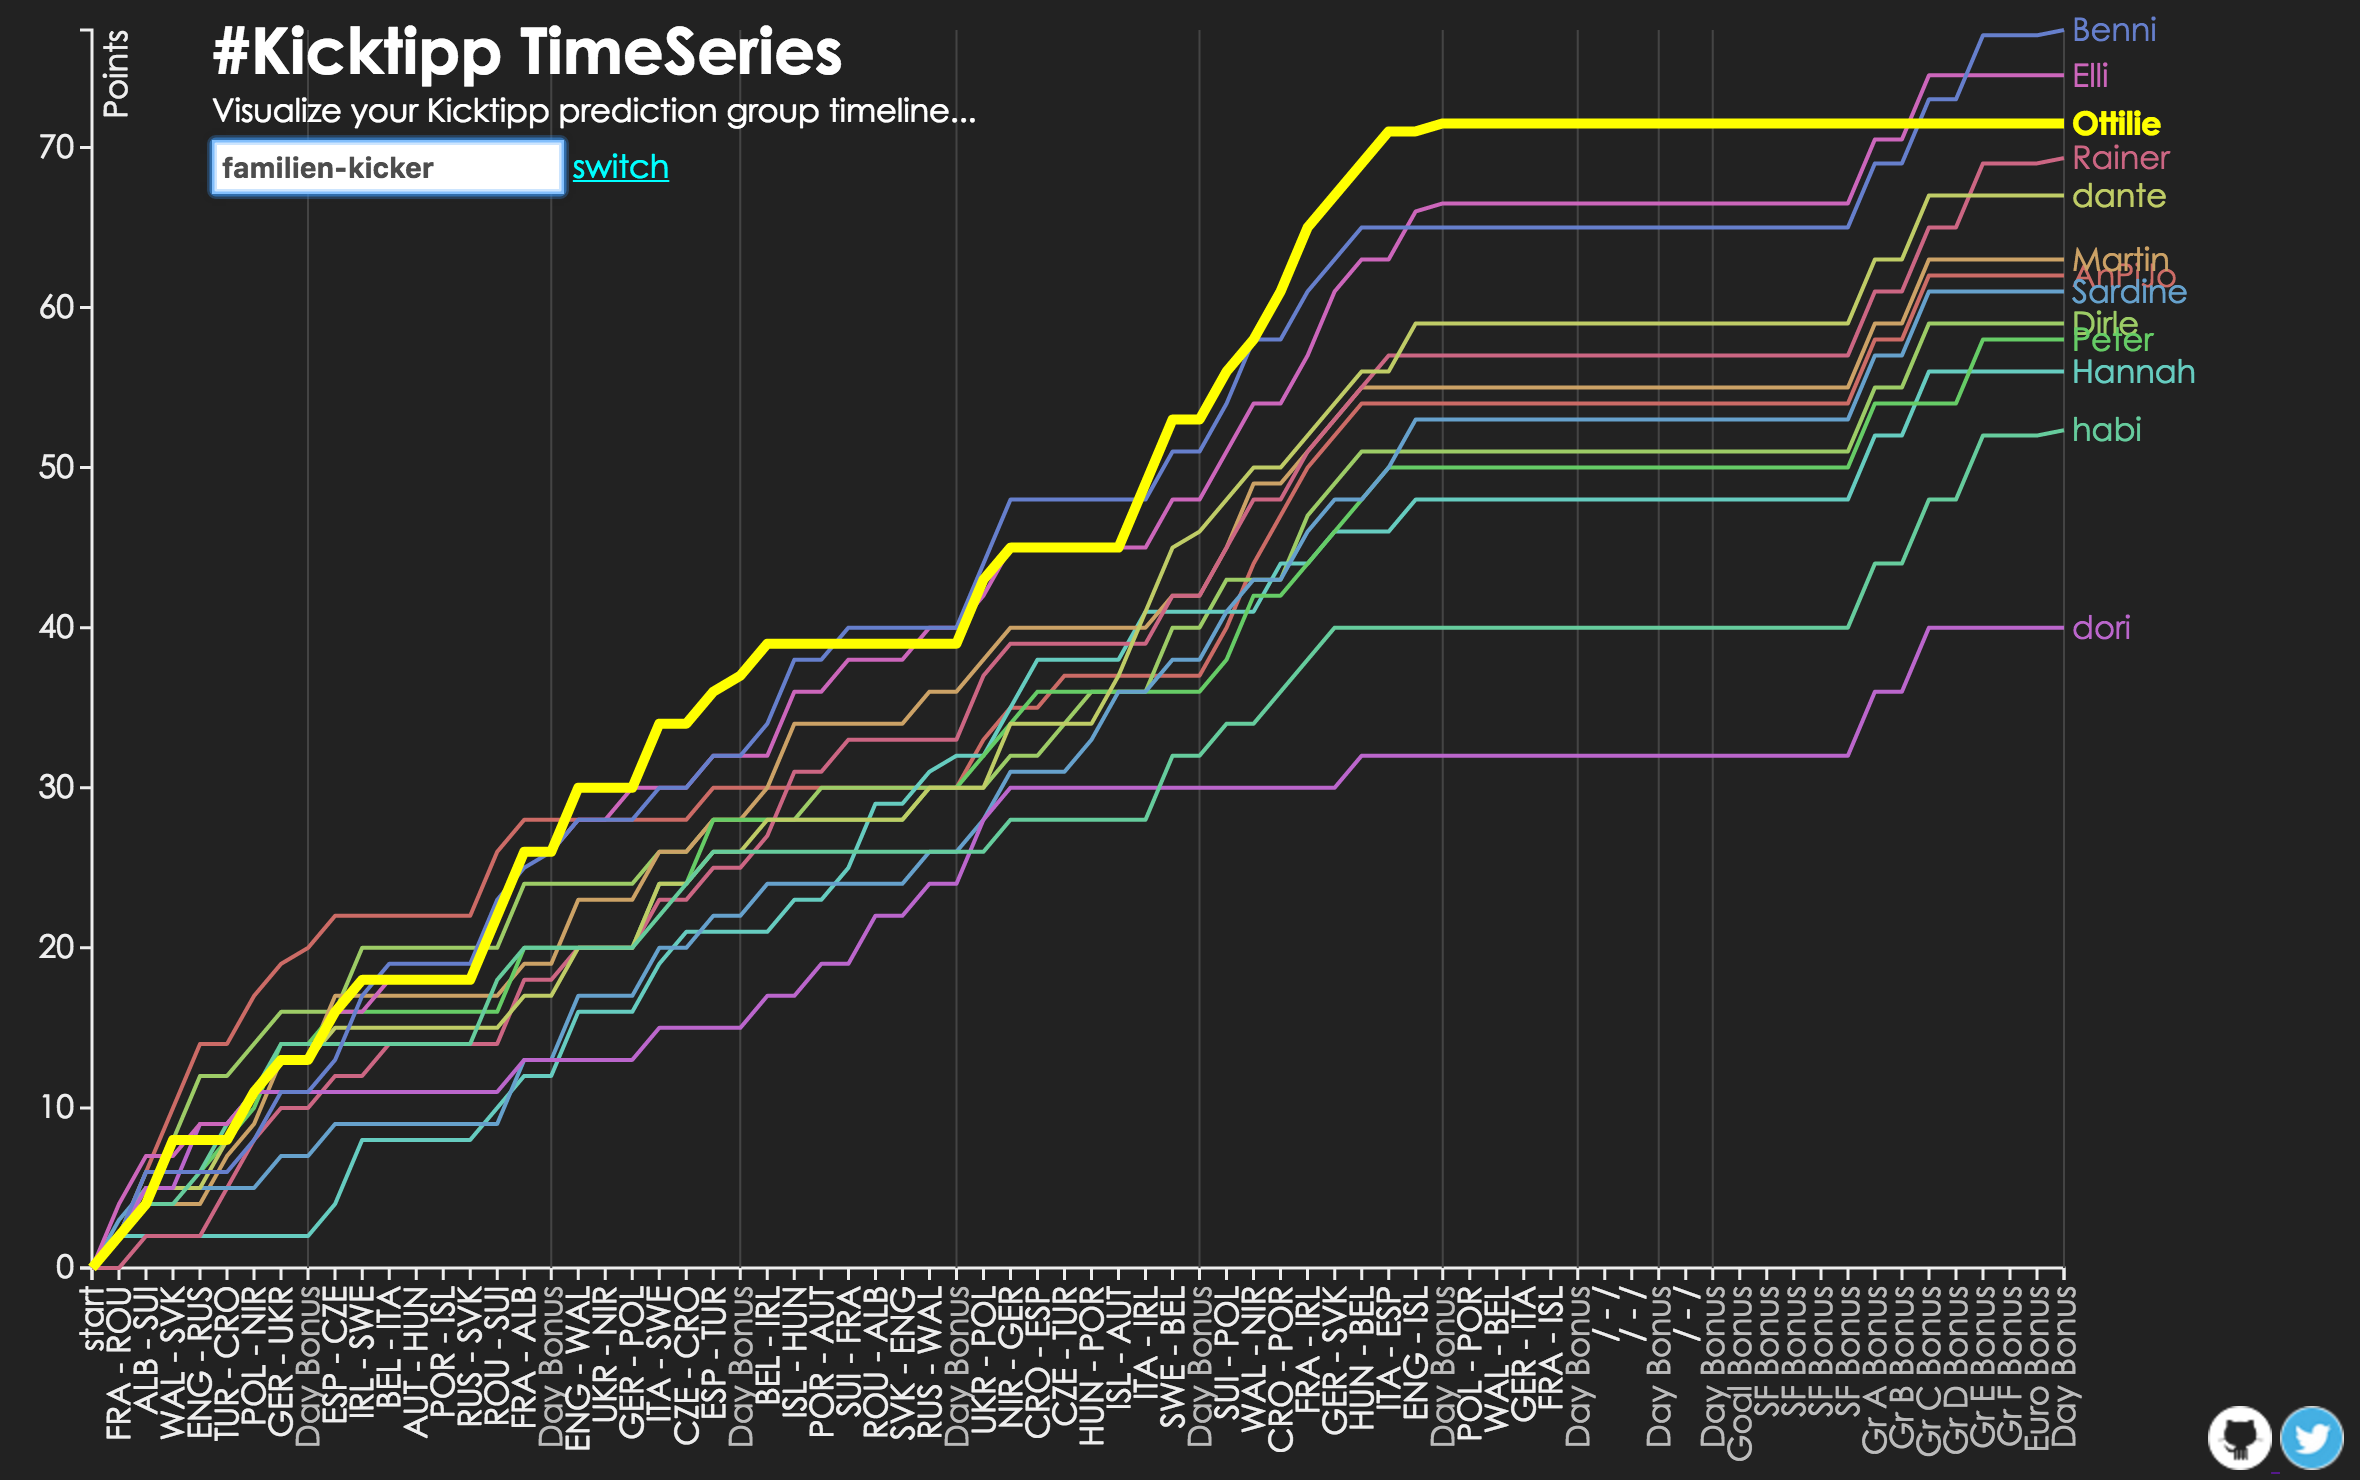 #Kicktipp TimeSeries
Visualize your Kicktipp prediction group timeline...
familien-kicker switch
Points
70
60
50
40
30
20
10
0
Benni
Elli
Ottilie
Rainer
dante
Martin
AnPiJo
Sardine
Dirle
Peter
Hannah
habi
dori
start
FRA - ROU
ALB - SUI
WAL - SVK
ENG - RUS
TUR - CRO
POL - NIR
GER - UKR
Day Bonus
ESP - CZE
IRL - SWE
BEL - ITA
AUT - HUN
POR - ISL
RUS - SVK
ROU - SUI
FRA - ALB
Day Bonus
ENG - WAL
UKR - NIR
GER - POL
ITA - SWE
CZE - CRO
ESP - TUR
Day Bonus
BEL - IRL
ISL - HUN
POR - AUT
SUI - FRA
ROU - ALB
SVK - ENG
RUS - WAL
Day Bonus
UKR - POL
NIR - GER
CRO - ESP
CZE - TUR
HUN - POR
ISL - AUT
ITA - IRL
SWE - BEL
Day Bonus
SUI - POL
WAL - NIR
CRO - POR
FRA - IRL
GER - SVK
HUN - BEL
ITA - ESP
ENG - ISL
Day Bonus
POL - POR
WAL - BEL
GER - ITA
FRA - ISL
Day Bonus
/ - /
/ - /
Day Bonus
/ - /
Day Bonus
Goal Bonus
SF Bonus
SF Bonus
SF Bonus
SF Bonus
Gr A Bonus
Gr B Bonus
Gr C Bonus
Gr D Bonus
Gr E Bonus
Gr F Bonus
Euro Bonus
Day Bonus